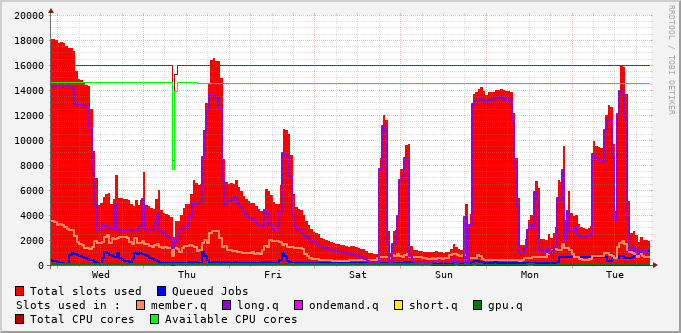 20000
18000
16000
14000
12000
10000
8000
6000
4000
2000
0
Wed Thu Fri Sat Sun Mon Tue
RRDTOOL / TOBI OETIKER
Total slots used Queued Jobs
Slots used in : member.q long.q ondemand.q short.q gpu.q
Total CPU cores Available CPU cores